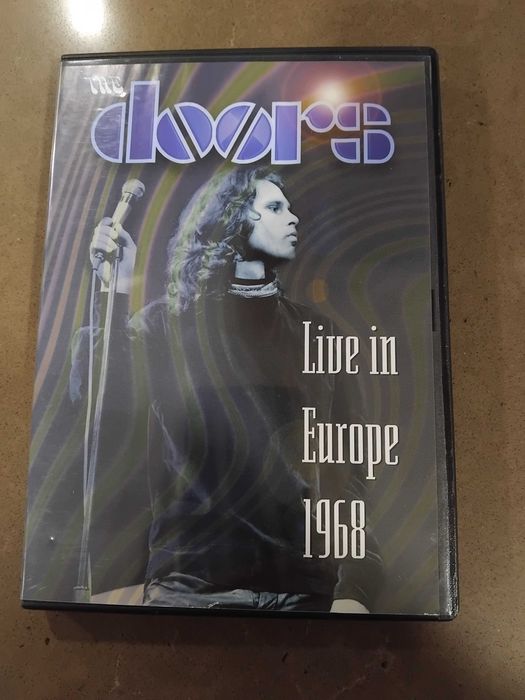 THE
doors
Live in
Europe
1968